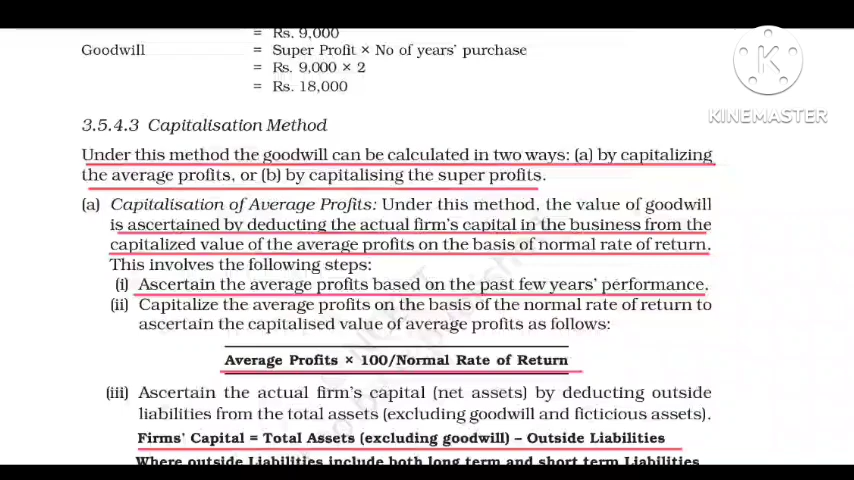 = Rs. 9,000
Goodwill = Super Profit × No of years' purchase
= Rs. 9,000 × 2
= Rs. 18,000
KINEMASTER
3.5.4.3 Capitalisation Method
Under this method the goodwill can be calculated in two ways: (a) by capitalizing
the average profits, or (b) by capitalising the super profits.
(a) Capitalisation of Average Profits: Under this method, the value of goodwill
is ascertained by deducting the actual firm's capital in the business from the
capitalized value of the average profits on the basis of normal rate of return.
This involves the following steps:
(i) Ascertain the average profits based on the past few years' performance.
(ii) Capitalize the average profits on the basis of the normal rate of return to
ascertain the capitalised value of average profits as follows:
Average Profits × 100/Normal Rate of Return
(iii) Ascertain the actual firm's capital (net assets) by deducting outside
liabilities from the total assets (excluding goodwill and ficticious assets).
Firms' Capital = Total Assets (excluding goodwill) – Outside Liabilities
Where outside Liabilities include both long term and short term Liabilities